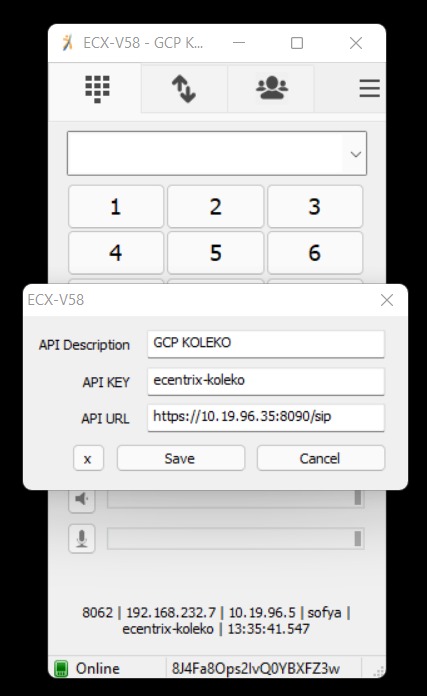 ECX-V58 - GCP K...
1 2 3
4 5 6
ECX-V58
API Description GCP KOLEKO
API KEY ecentrix-koleko
API URL https://10.19.96.35:8090/sip
x Save Cancel
8062 | 192.168.232.7 | 10.19.96.5 | sofya |
ecentrix-koleko | 13:35:41.547
Online 8J4Fa8Ops2IvQ0YBXFZ3w